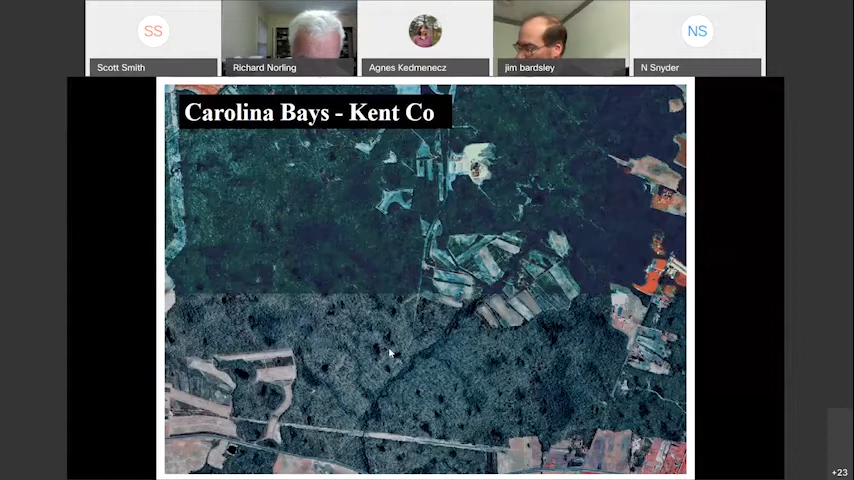 SS
NS
Scott Smith
Richard Norling
Agnes Kedmenecz
jim bardsley
N Snyder
Carolina Bays - Kent Co
+23